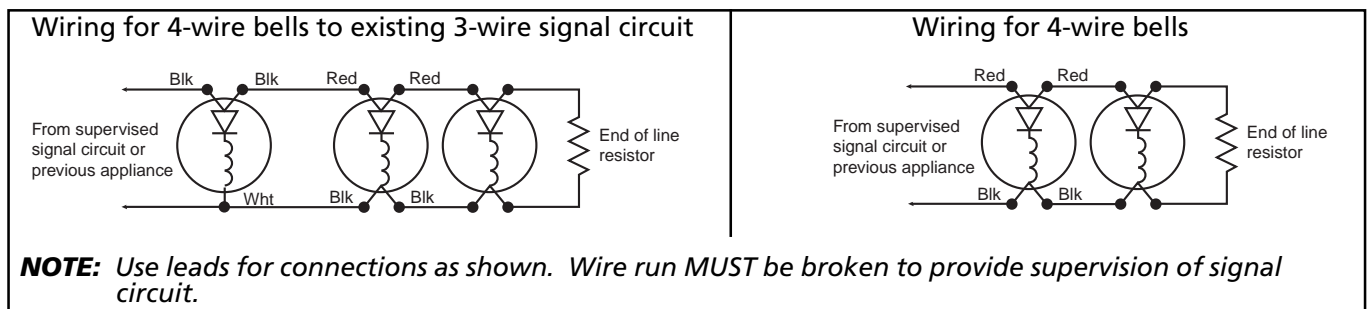 Wiring for 4-wire bells to existing 3-wire signal circuit
Blk Blk Red Red
From supervised
signal circuit or
previous appliance
End of line
resistor
Wht Blk Blk
Wiring for 4-wire bells
Red Red
From supervised
signal circuit or
previous appliance
End of line
resistor
Blk Blk
NOTE: Use leads for connections as shown. Wire run MUST be broken to provide supervision of signal
circuit.